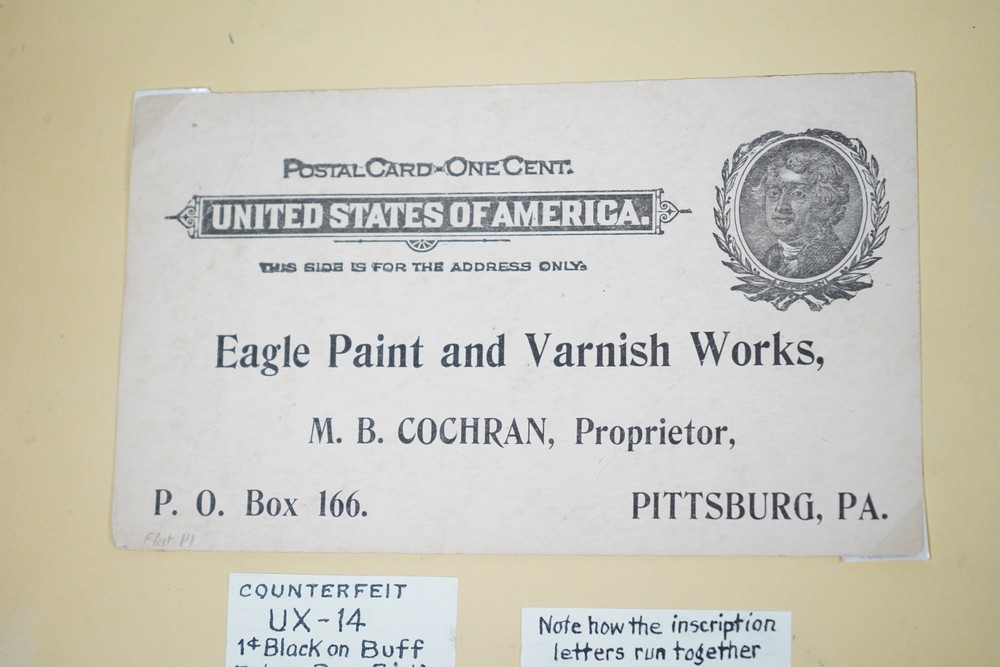 POSTAL CARD-ONE CENT.
UNITED STATES OF AMERICA.
THIS SIDE IS FOR THE ADDRESS ONLY.
Eagle Paint and Varnish Works,
M. B. COCHRAN, Proprietor,
P. O. Box 166. PITTSBURG, PA.
Flat Pl
COUNTERFEIT
UX-14
1¢ Black on Buff
Note how the inscription
letters run together